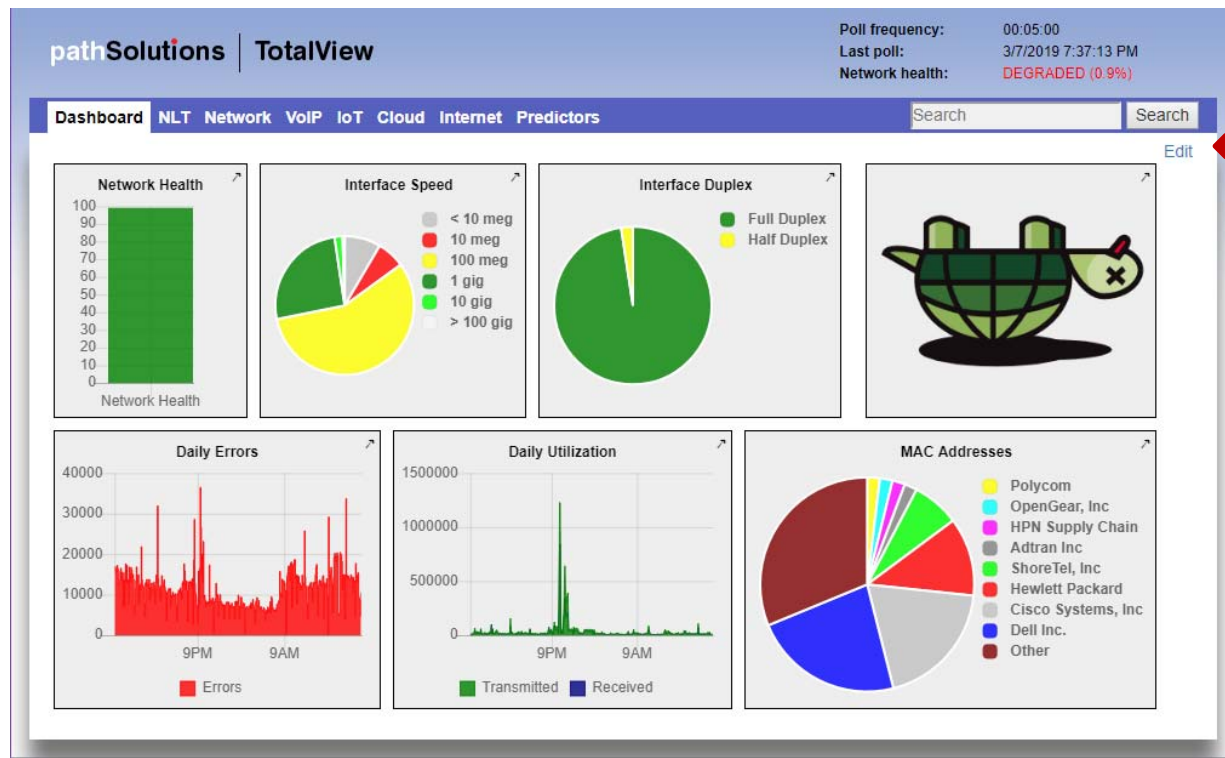 pathSolutions TotalView
Poll frequency: 00:05:00
Last poll: 3/7/2019 7:37:13 PM
Network health: DEGRADED (0.9%)
Dashboard NLT Network VoIP IoT Cloud Internet Predictors Search Search
Edit
Network Health
100
90
80
70
60
50
40
30
20
10
0
Network Health
Interface Speed
< 10 meg
10 meg
100 meg
1 gig
10 gig
> 100 gig
Interface Duplex
Full Duplex
Half Duplex
Daily Errors
40000
30000
20000
10000
0
9PM 9AM
Errors
Daily Utilization
1500000
1000000
500000
0
9PM 9AM
Transmitted Received
MAC Addresses
Polycom
OpenGear, Inc
HPN Supply Chain
Adtran Inc
ShoreTel, Inc
Hewlett Packard
Cisco Systems, Inc
Dell Inc.
Other